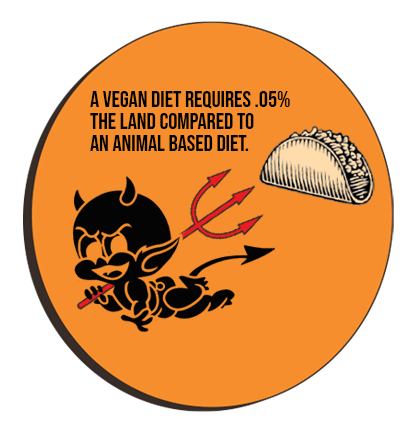 A VEGAN DIET REQUIRES .05%
THE LAND COMPARED TO
AN ANIMAL BASED DIET.